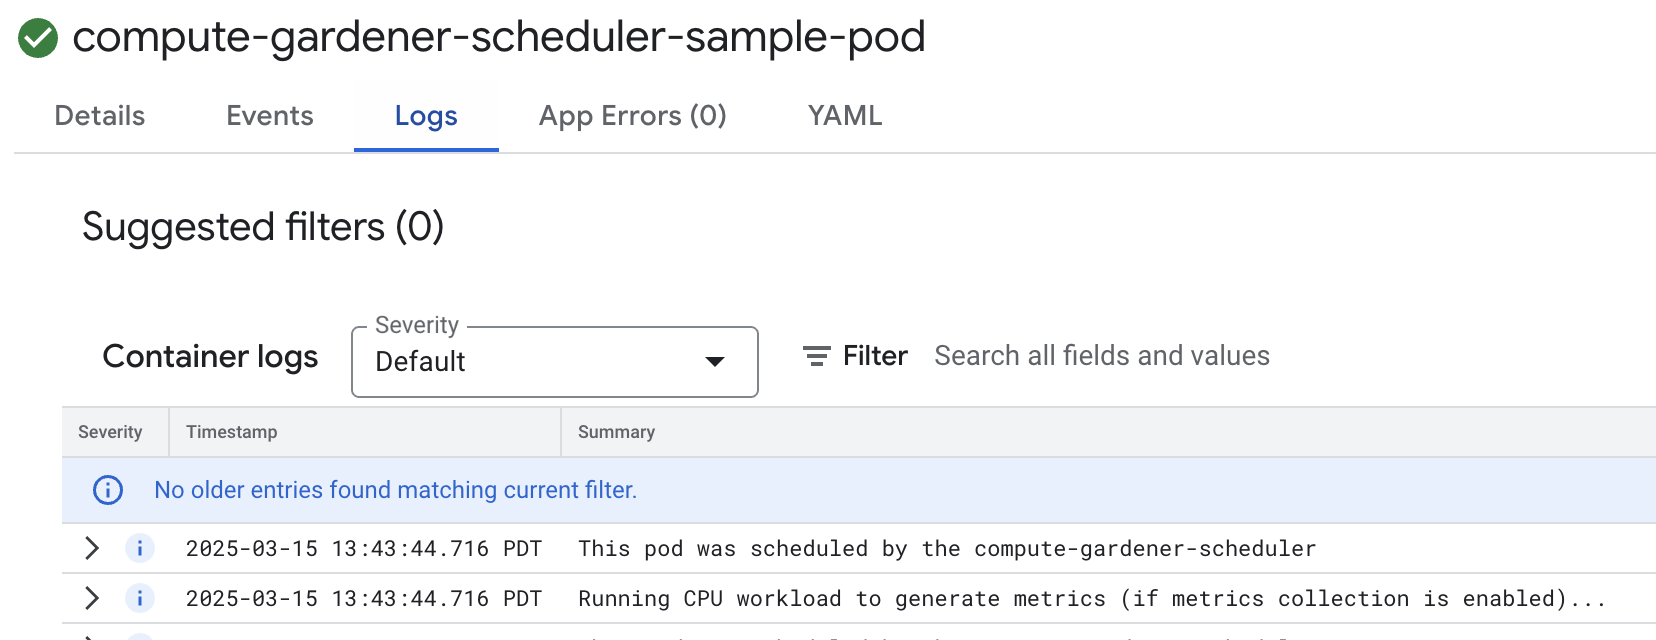 compute-gardener-scheduler-sample-pod
Details Events Logs App Errors (0) YAML
Suggested filters (0)
Container logs Severity Default Filter Search all fields and values
Severity Timestamp Summary
No older entries found matching current filter.
2025-03-15 13:43:44.716 PDT This pod was scheduled by the compute-gardener-scheduler
2025-03-15 13:43:44.716 PDT Running CPU workload to generate metrics (if metrics collection is enabled)...